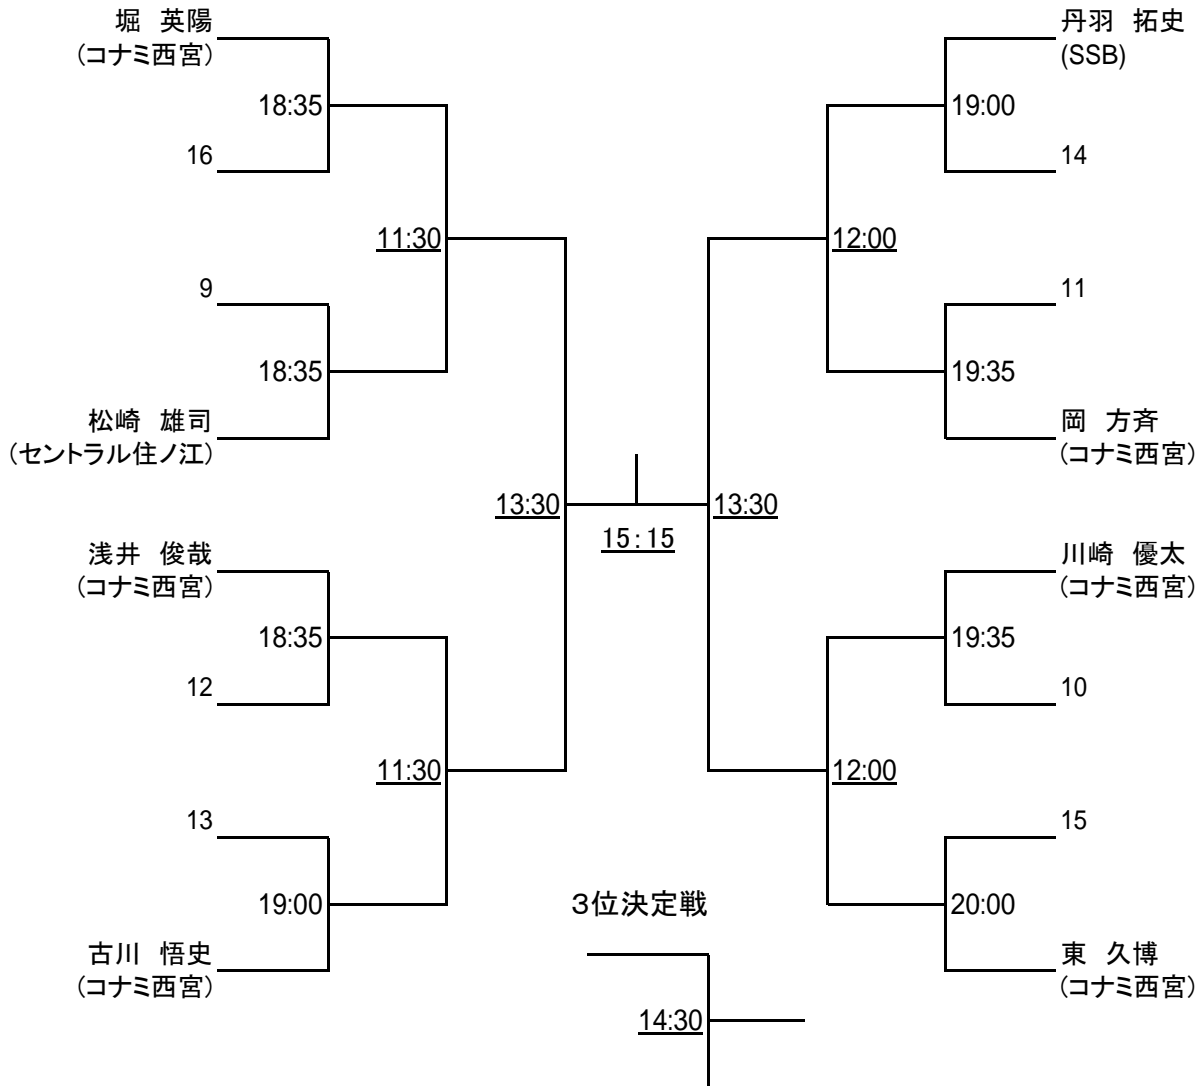 堀　英陽
(コナミ西宮)
18:35
16
11:30
9
18:35
松崎　雄司
(セントラル住ノ江)
13:30
浅井　俊哉
(コナミ西宮)
18:35
12
11:30
13
19:00
古川　悟史
(コナミ西宮)
15:15
丹羽　拓史
(SSB)
19:00
14
12:00
11
19:35
岡　方斉
(コナミ西宮)
13:30
川崎　優太
(コナミ西宮)
19:35
10
12:00
15
20:00
東　久博
(コナミ西宮)
３位決定戦
14:30